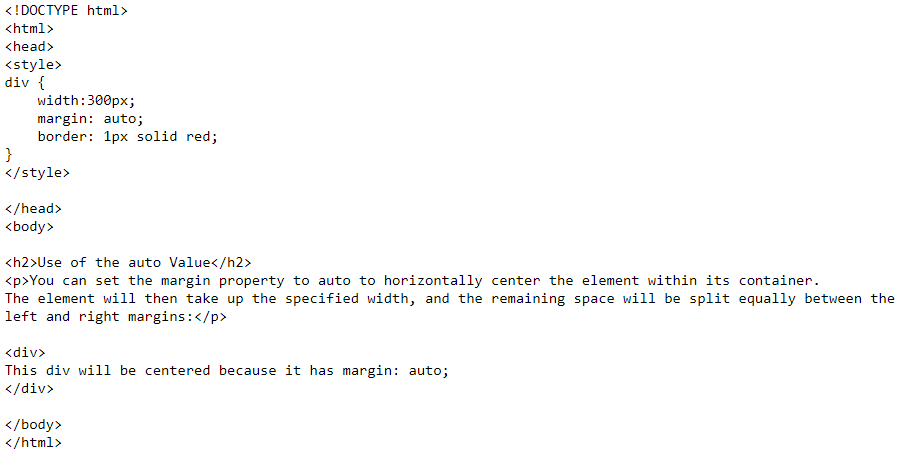 <!DOCTYPE html>
<html>
<head>
<style>
div {
    width:300px;
    margin: auto;
    border: 1px solid red;
}
</style>

</head>
<body>

<h2>Use of the auto Value</h2>
<p>You can set the margin property to auto to horizontally center the element within its container.
The element will then take up the specified width, and the remaining space will be split equally between the
left and right margins:</p>

<div>
This div will be centered because it has margin: auto;
</div>

</body>
</html>